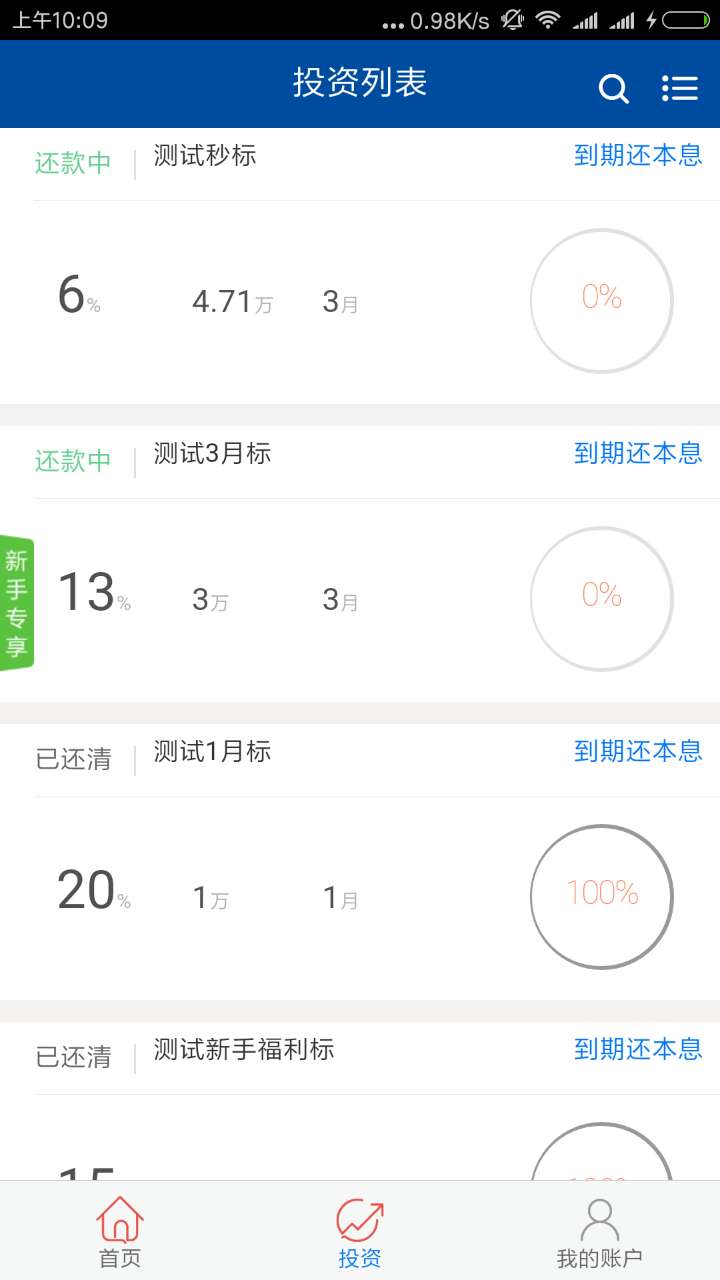 上午10:09 ...0.98K/s
投资列表
还款中 测试秒标 到期还本息
6% 4.71万 3月 0%
还款中 测试3月标 到期还本息
13% 3万 3月 0%
新手专享
已还清 测试1月标 到期还本息
20% 1万 1月 100%
已还清 测试新手福利标 到期还本息
首页 投资 我的账户